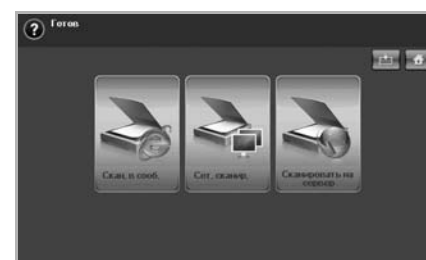 Готов
Скан. в сооб.
Сет. сканир.
Сканировать на
сервер